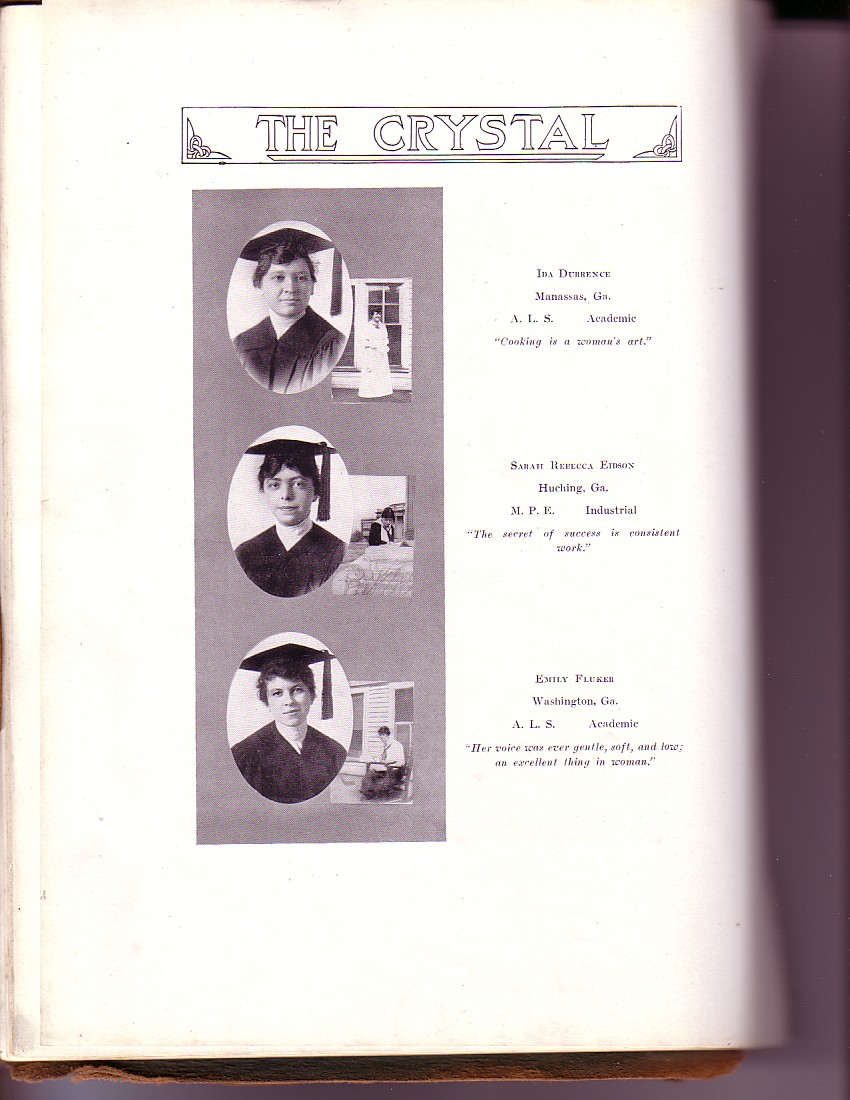 THE CRYSTAL
Ida Durrence
Manassas, Ga.
A. L. S. Academic
"Cooking is a woman's art."
Sarah Rebecca Eidson
Huching, Ga.
M. P. E. Industrial
"The secret of success is consistent
work."
Emily Fluker
Washington, Ga.
A. L. S. Academic
"Her voice was ever gentle, soft, and low;
an excellent thing in woman."